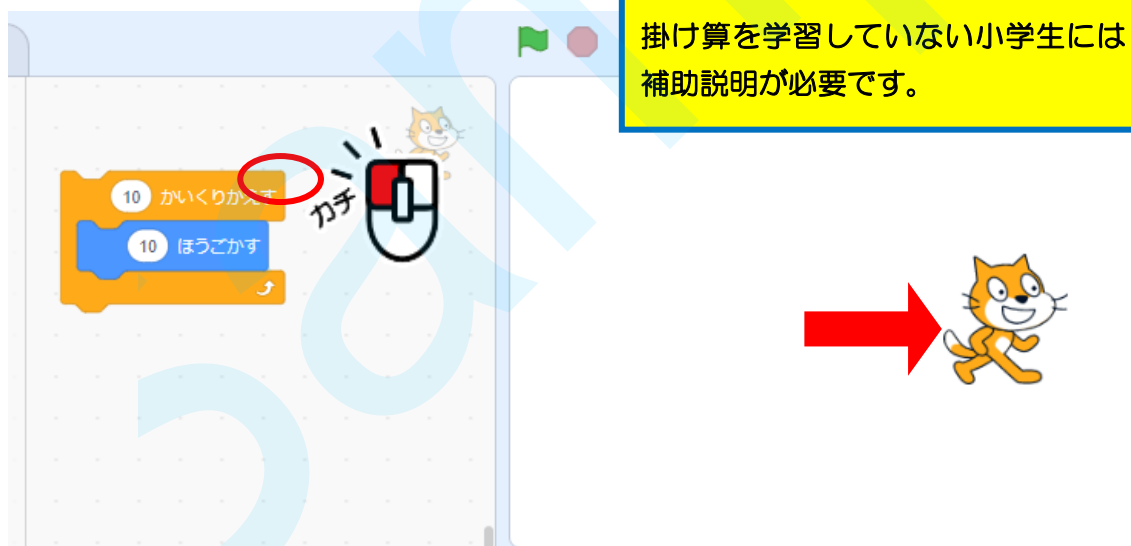 掛け算を学習していない小学生には
補助説明が必要です。
10 かいくりかえす
カチ
10 ほうごかす